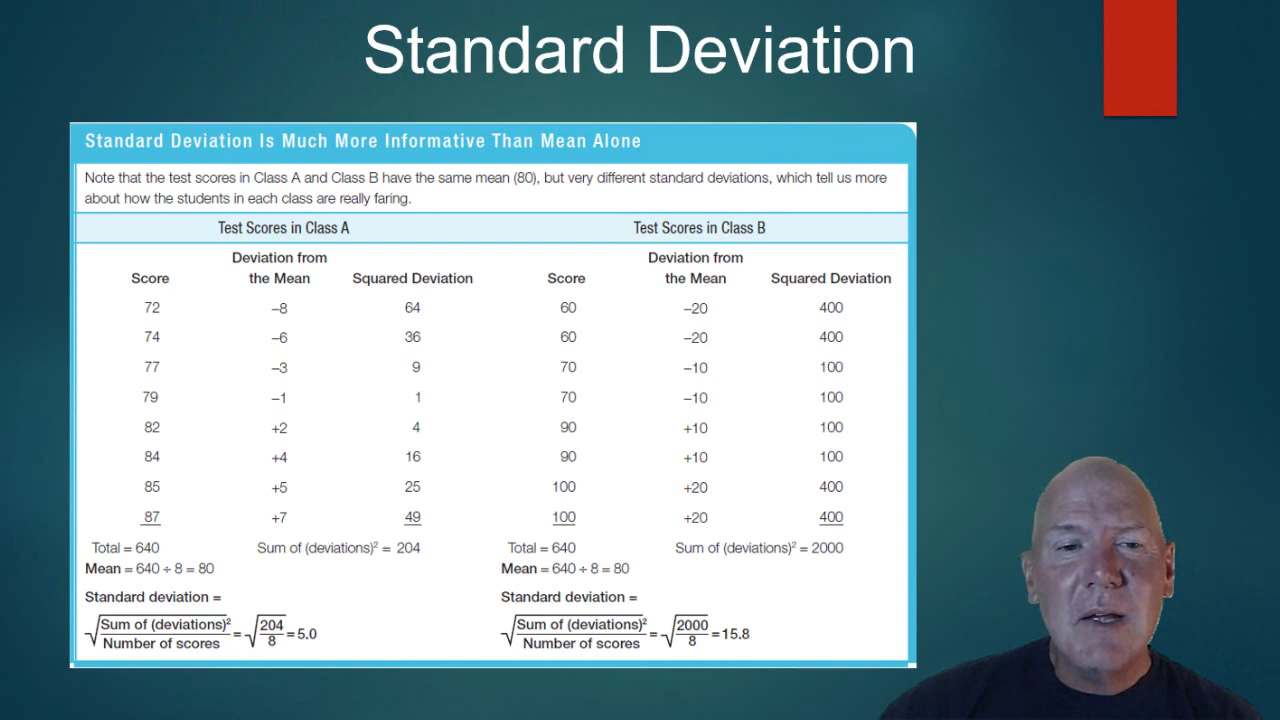 Standard Deviation
Standard Deviation Is Much More Informative Than Mean Alone
Note that the test scores in Class A and Class B have the same mean (80), but very different standard deviations, which tell us more
about how the students in each class are really faring.
Test Scores in Class A Test Scores in Class B
Deviation from Deviation from
Score the Mean Squared Deviation Score the Mean Squared Deviation
72 –8 64 60 –20 400
74 –6 36 60 –20 400
77 –3 9 70 –10 100
79 –1 1 70 –10 100
82 +2 4 90 +10 100
84 +4 16 90 +10 100
85 +5 25 100 +20 400
87 +7 49 100 +20 400
Total = 640 Sum of (deviations)² = 204 Total = 640 Sum of (deviations)² = 2000
Mean = 640 ÷ 8 = 80 Mean = 640 ÷ 8 = 80
Standard deviation = Standard deviation =
√ Sum of (deviations)² = √ 204 = 5.0 √ Sum of (deviations)² = √ 2000 = 15.8
Number of scores 8 Number of scores 8